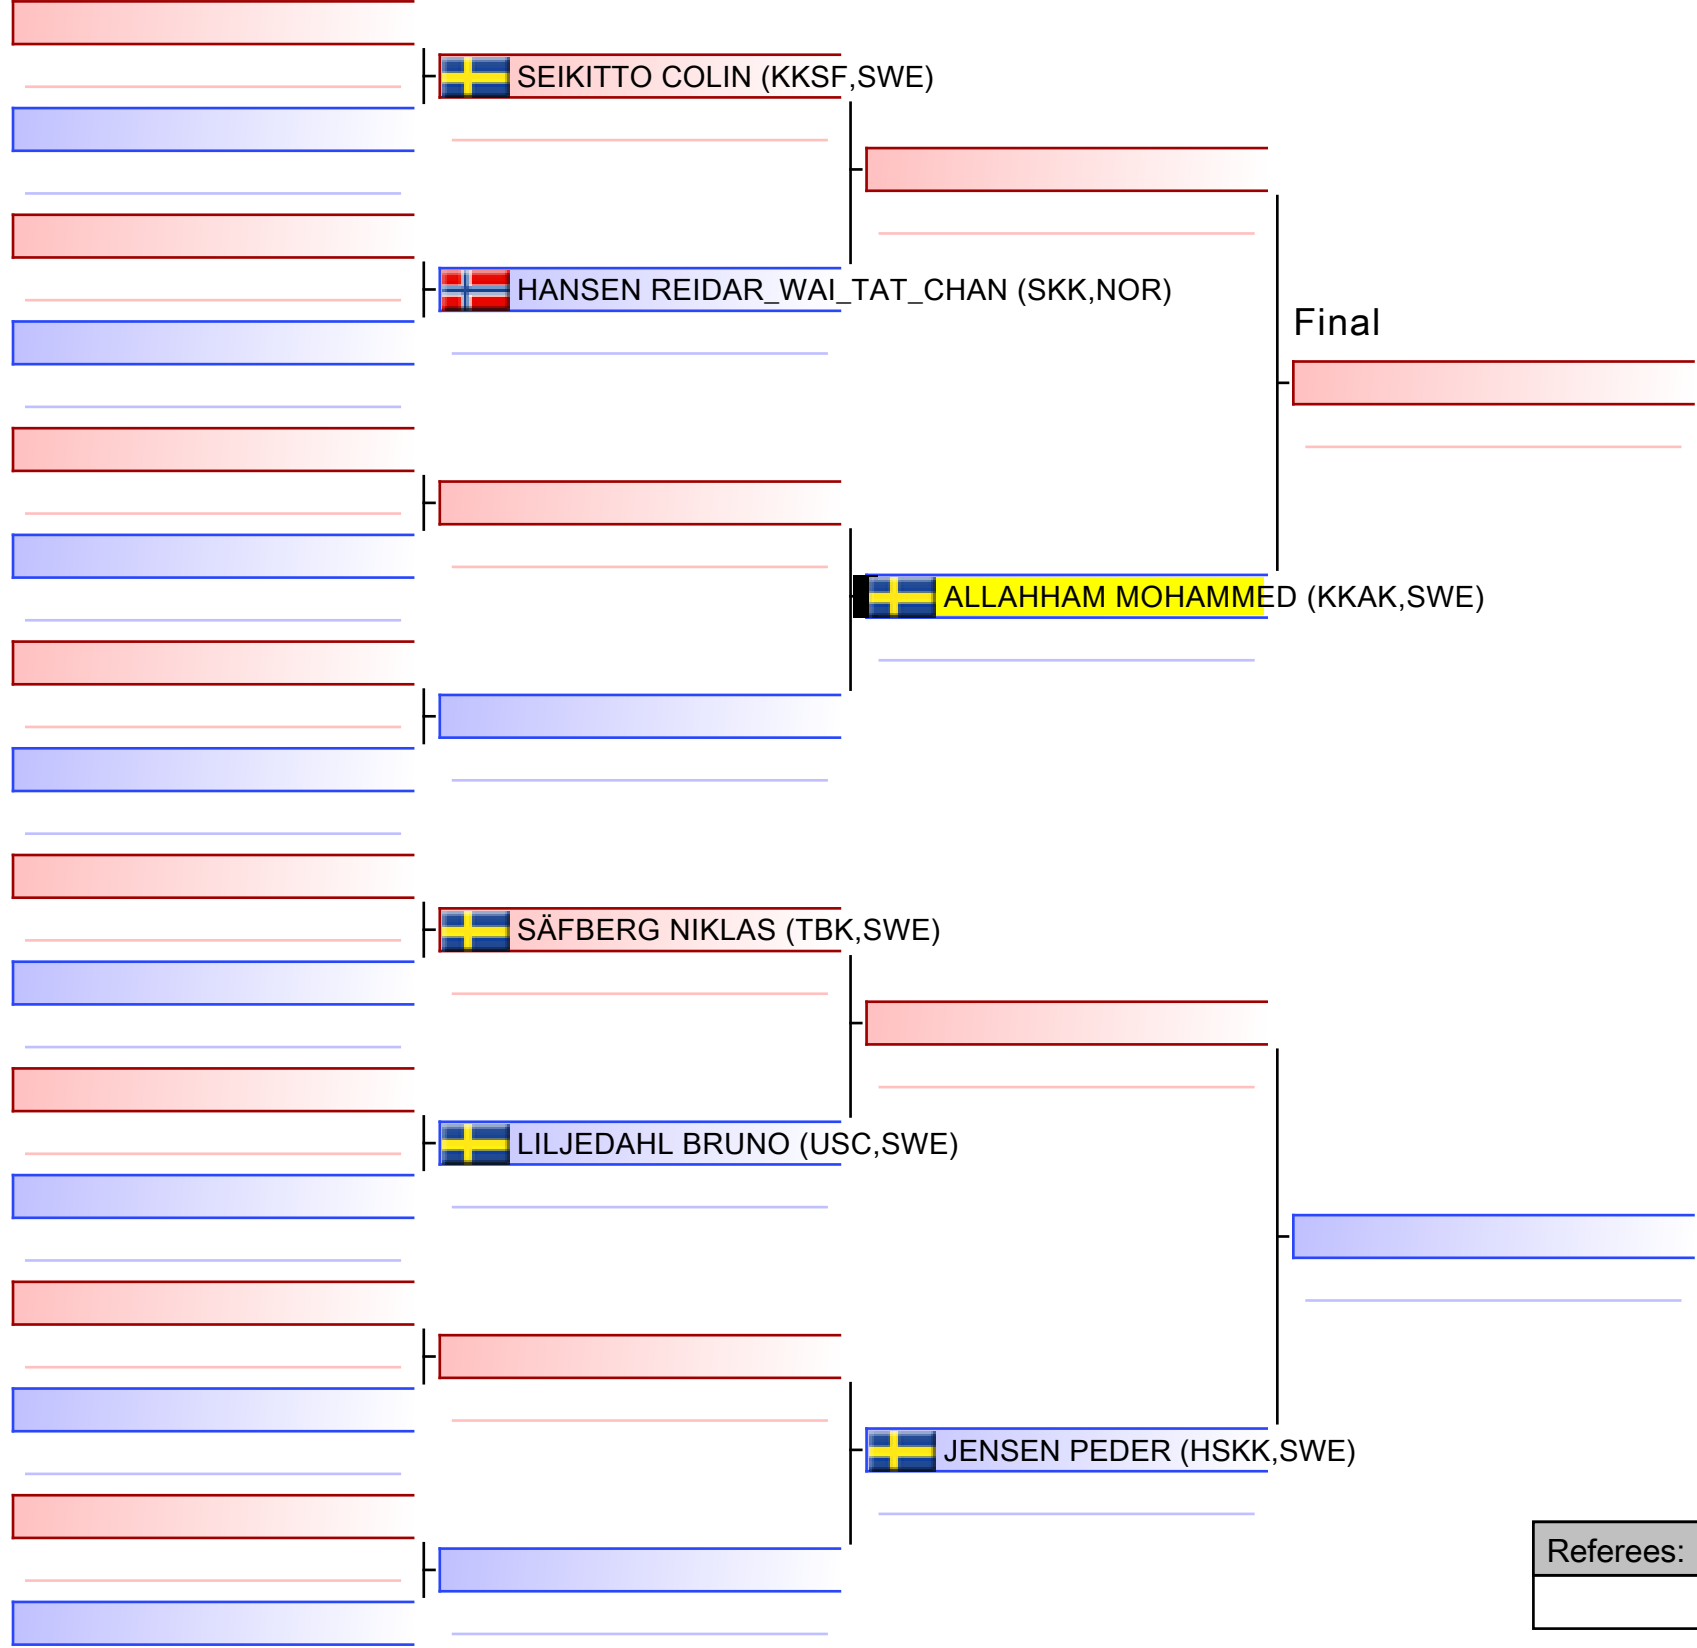 SEIKITTO COLIN (KKSF,SWE)
HANSEN REIDAR_WAI_TAT_CHAN (SKK,NOR)
Final
ALLAHHAM MOHAMMED (KKAK,SWE)
SÄFBERG NIKLAS (TBK,SWE)
LILJEDAHL BRUNO (USC,SWE)
JENSEN PEDER (HSKK,SWE)
Referees: